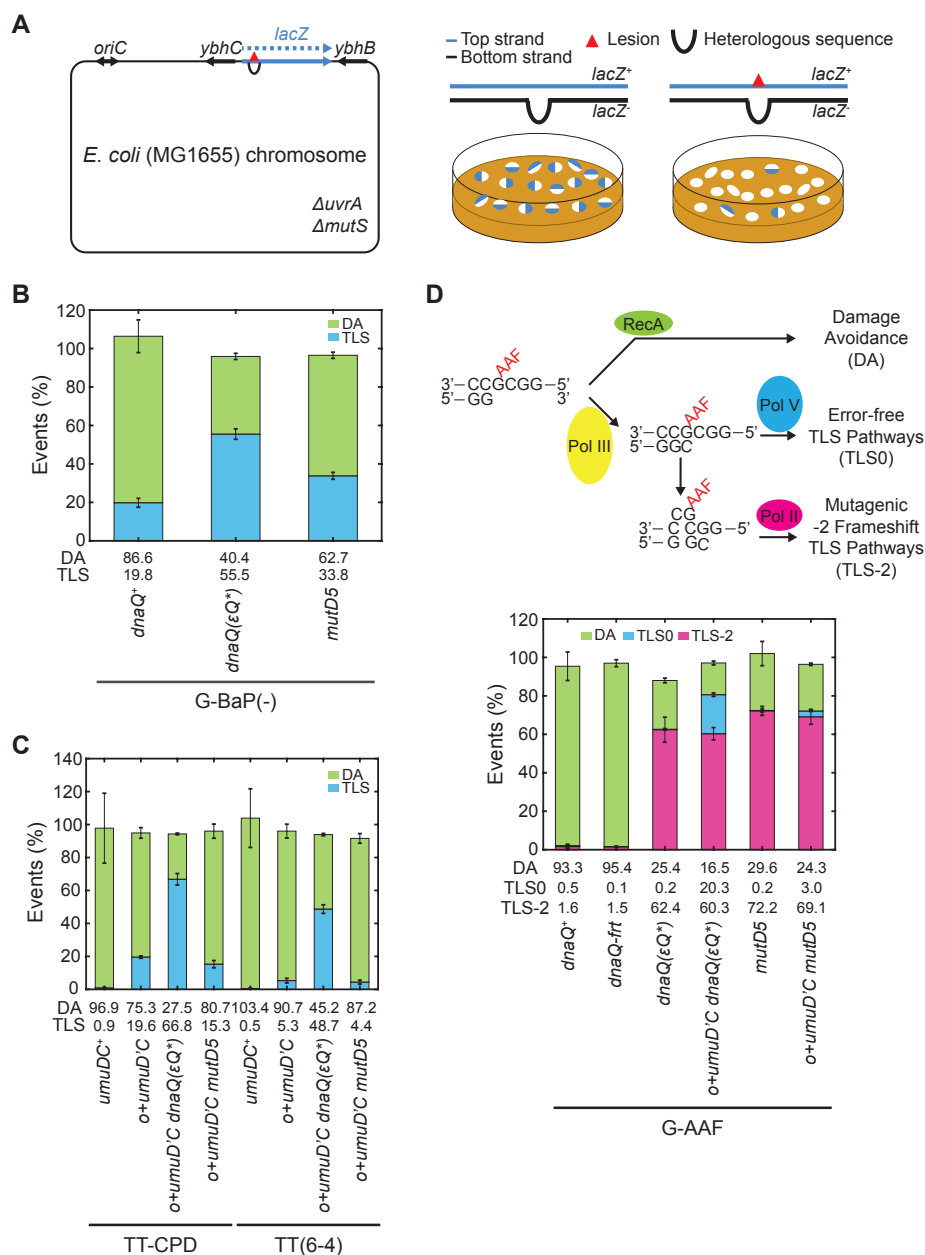 A
oriC
ybhC
lacZ
ybhB
E. coli (MG1655) chromosome
ΔuvrA
ΔmutS
Top strand
Bottom strand
Lesion
Heterologous sequence
lacZ⁺
lacZ⁻
lacZ⁺
lacZ⁻
B
Events (%)
120
100
80
60
40
20
0
DA
TLS
DA 86.6 40.4 62.7
TLS 19.8 55.5 33.8
dnaQ⁺
dnaQ(εQ*)
mutD5
G-BaP(-)
C
Events (%)
140
120
100
80
60
40
20
0
DA
TLS
DA 96.9 75.3 27.5 80.7 103.4 90.7 45.2 87.2
TLS 0.9 19.6 66.8 15.3 0.5 5.3 48.7 4.4
umuDC⁺
o+umuD'C
o+umuD'C dnaQ(εQ*)
o+umuD'C mutD5
umuDC⁺
o+umuD'C
o+umuD'C dnaQ(εQ*)
o+umuD'C mutD5
TT-CPD
TT(6-4)
D
RecA
Damage
Avoidance
(DA)
AAF
3'–CCGCGG–5'
5'–GG 3'
Pol III
AAF
3'–CCGCGG–5'
5'–GGC
Pol V
Error-free
TLS Pathways
(TLS0)
AAF
CG
3'– C CGG –5'
5'– G GC
Pol II
Mutagenic
-2 Frameshift
TLS Pathways
(TLS-2)
Events (%)
120
100
80
60
40
20
0
DA
TLS0
TLS-2
DA 93.3 95.4 25.4 16.5 29.6 24.3
TLS0 0.5 0.1 0.2 20.3 0.2 3.0
TLS-2 1.6 1.5 62.4 60.3 72.2 69.1
dnaQ⁺
dnaQ-frt
dnaQ(εQ*)
o+umuD'C dnaQ(εQ*)
mutD5
o+umuD'C mutD5
G-AAF